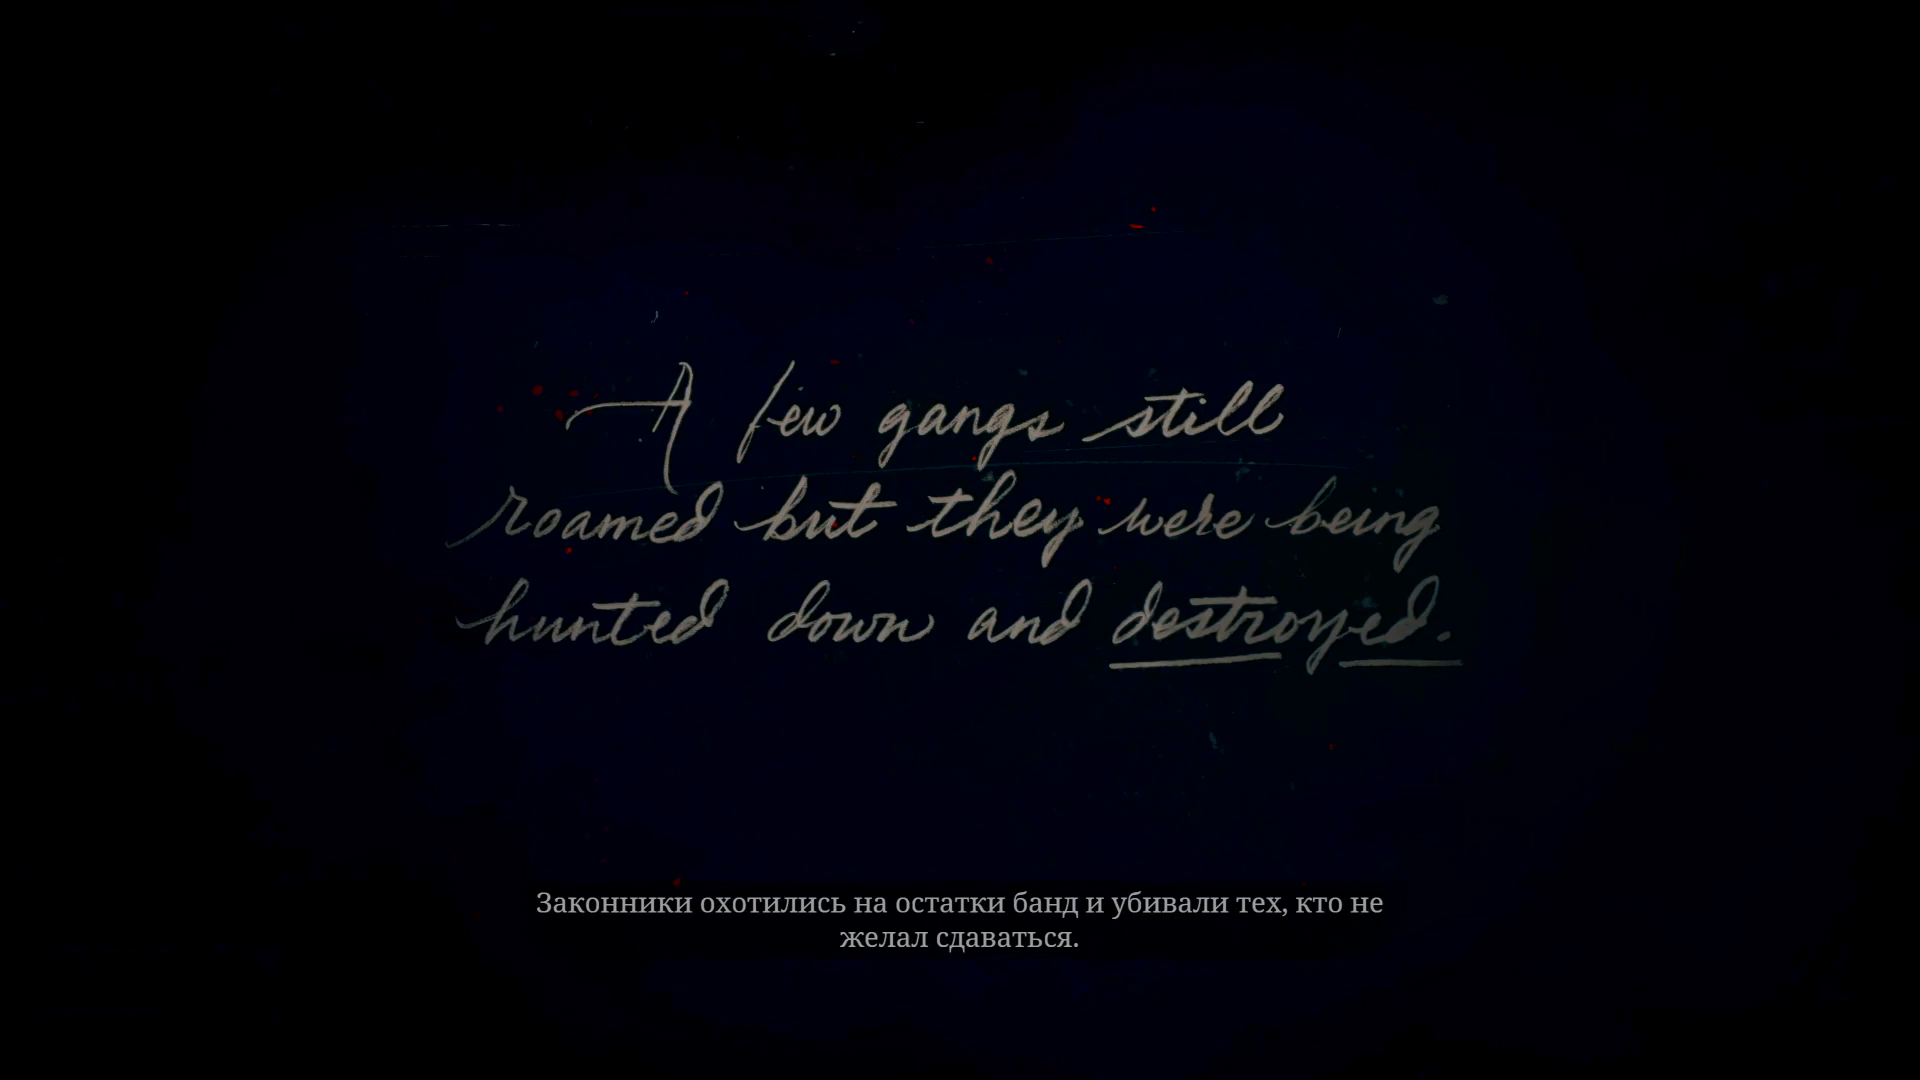 A few gangs still
roamed but they were being
hunted down and destroyed.
Законники охотились на остатки банд и убивали тех, кто не
желал сдаваться.